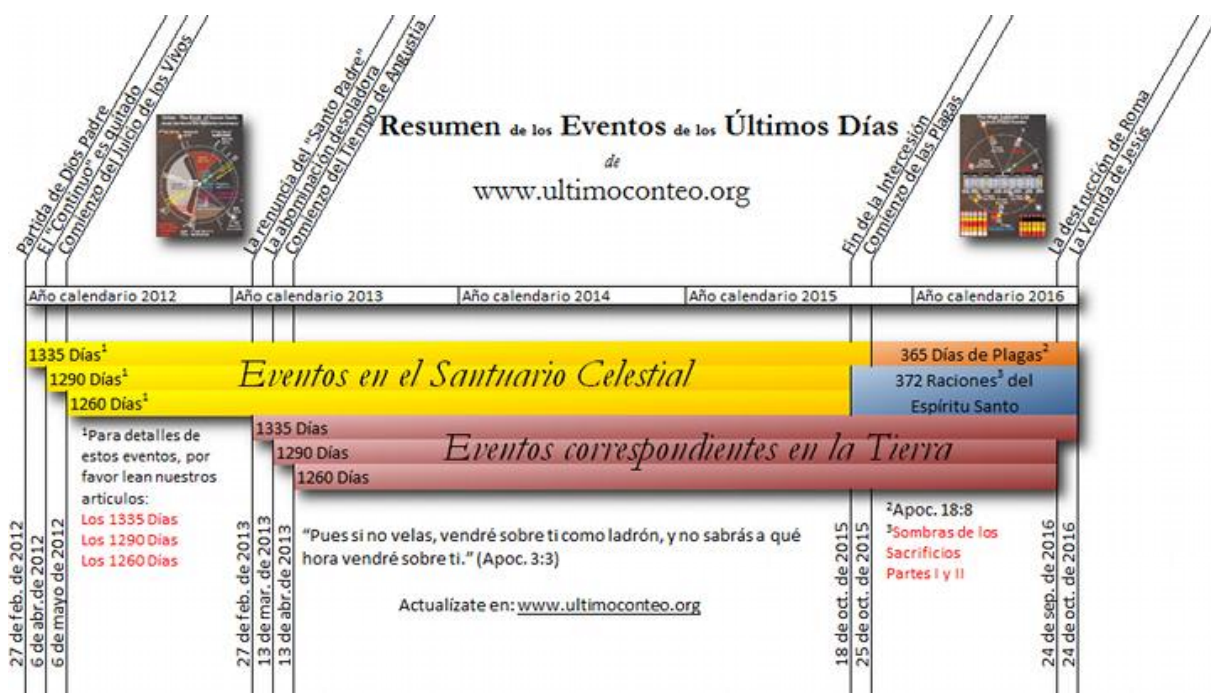 Partida de Dios Padre
El "Continuo" es quitado
Comienzo del Juicio de los Vivos
La renuncia del "Santo Padre"
La abominación desoladora
Comienzo del Tiempo de Angustia
Resumen de los Eventos de los Últimos Días
de
www.ultimoconteo.org
Fin de la Intercesión
Comienzo de las Plagas
La destrucción de Roma
La Venida de Jesús
Año calendario 2012
Año calendario 2013
Año calendario 2014
Año calendario 2015
Año calendario 2016
1335 Días¹
1290 Días¹
1260 Días¹
Eventos en el Santuario Celestial
365 Días de Plagas²
372 Raciones³ del
Espíritu Santo
1335 Días
1290 Días
1260 Días
Eventos correspondientes en la Tierra
¹Para detalles de
estos eventos, por
favor lean nuestros
artículos:
Los 1335 Días
Los 1290 Días
Los 1260 Días
"Pues si no velas, vendré sobre ti como ladrón, y no sabrás a qué
hora vendré sobre ti." (Apoc. 3:3)
Actualízate en: www.ultimoconteo.org
²Apoc. 18:8
³Sombras de los
Sacrificios
Partes I y II
27 de feb. de 2012
6 de abr. de 2012
6 de mayo de 2012
27 de feb. de 2013
13 de mar. de 2013
13 de abr. de 2013
18 de oct. de 2015
25 de oct. de 2015
24 de sep. de 2016
24 de oct. de 2016